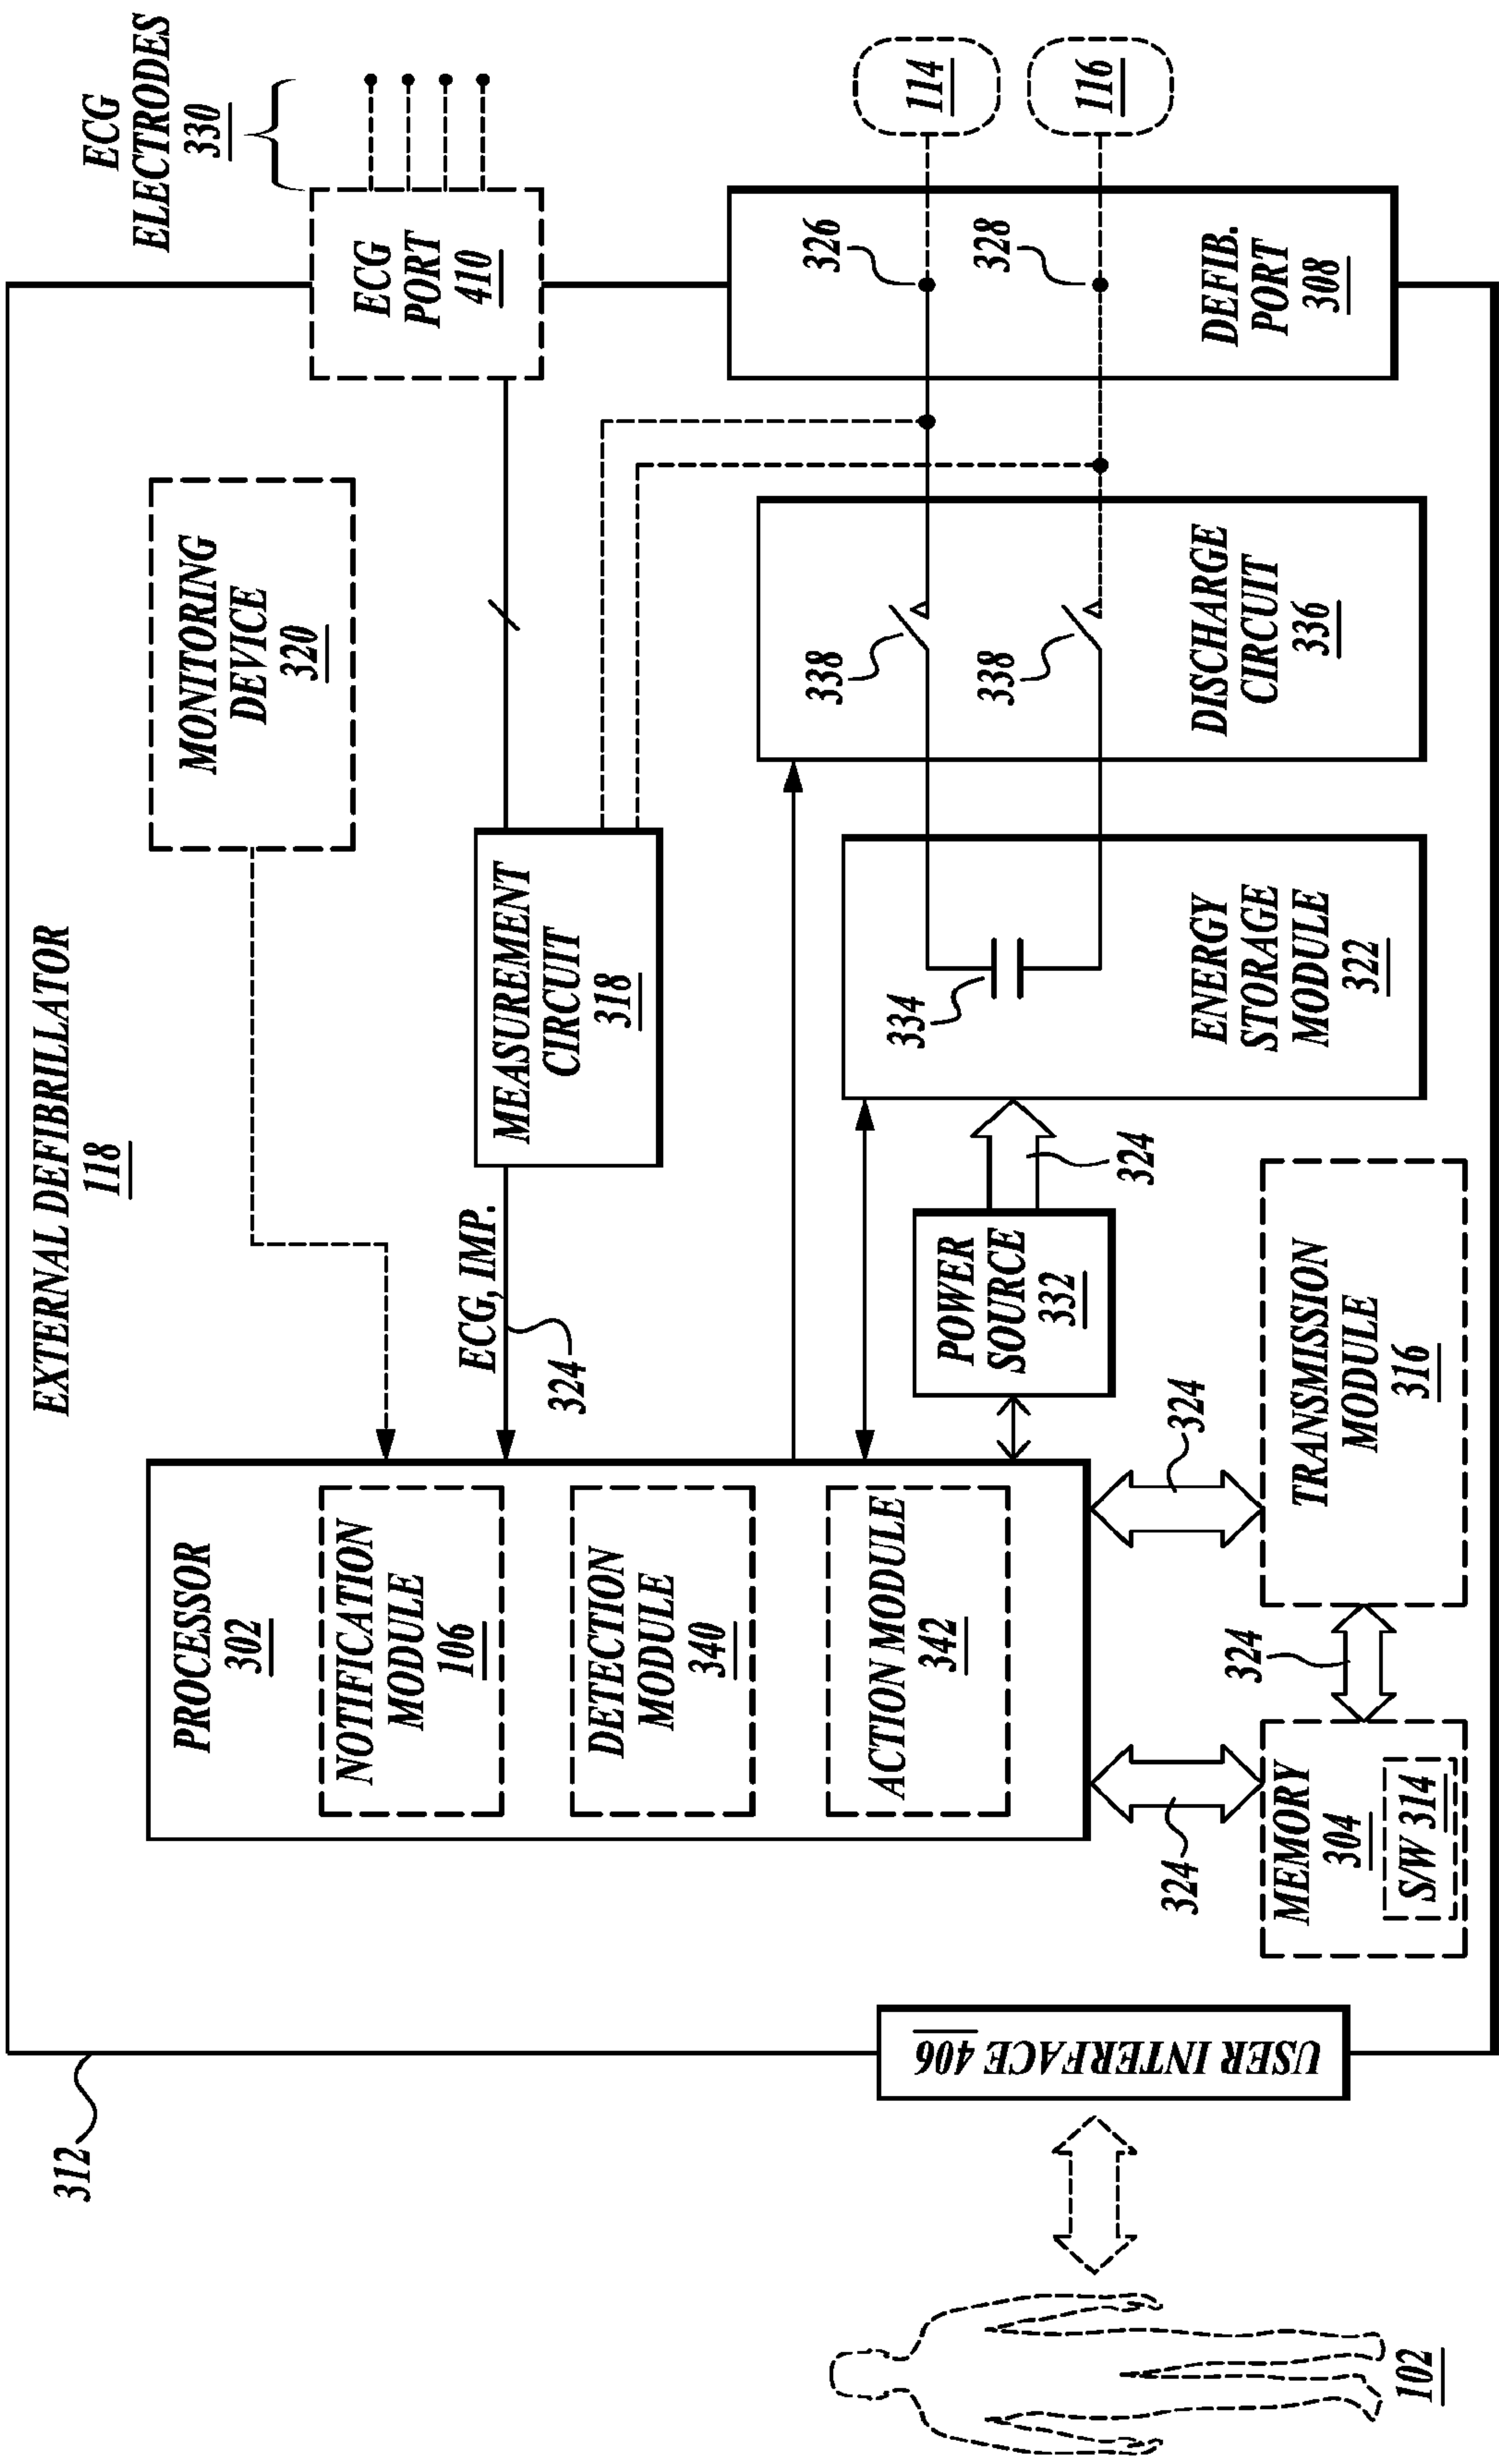 EXTERNAL DEFIBRILLATOR
118
312
ECG
ELECTRODES
330
ECG
PORT
410
MONITORING
DEVICE
320
PROCESSOR
302
NOTIFICATION
MODULE
106
DETECTION
MODULE
340
ACTION MODULE
342
ECG, IMP.
324
MEASUREMENT
CIRCUIT
318
326
328
DEFIB.
PORT
308
114
116
338
338
DISCHARGE
CIRCUIT
336
334
ENERGY
STORAGE
MODULE
322
324
POWER
SOURCE
332
324
324
324
MEMORY
304
S/W 314
TRANSMISSION
MODULE
316
USER INTERFACE 406
102